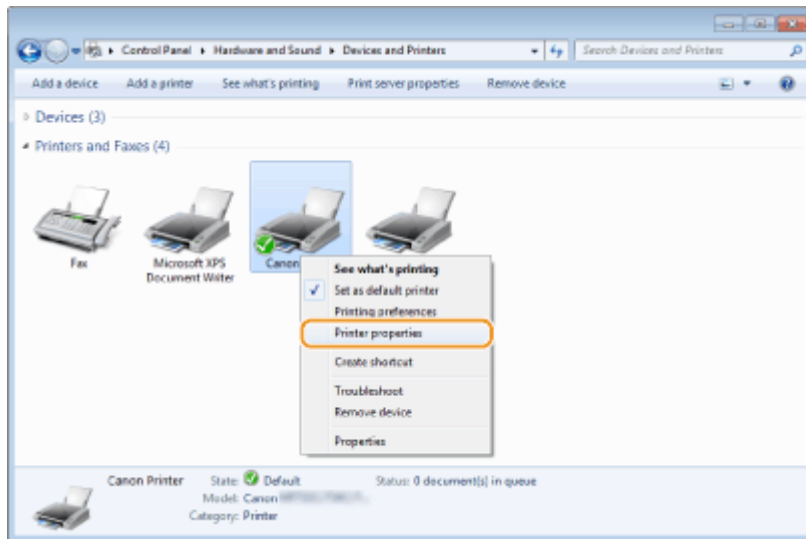 Control Panel ▸ Hardware and Sound ▸ Devices and Printers
Search Devices and Printers
Add a device Add a printer See what's printing Print server properties Remove device
Devices (3)
Printers and Faxes (4)
Fax
Microsoft XPS
Document Writer
Canon
See what's printing
Set as default printer
Printing preferences
Printer properties
Create shortcut
Troubleshoot
Remove device
Properties
Canon Printer State: Default Status: 0 document(s) in queue
Model: Canon
Category: Printer